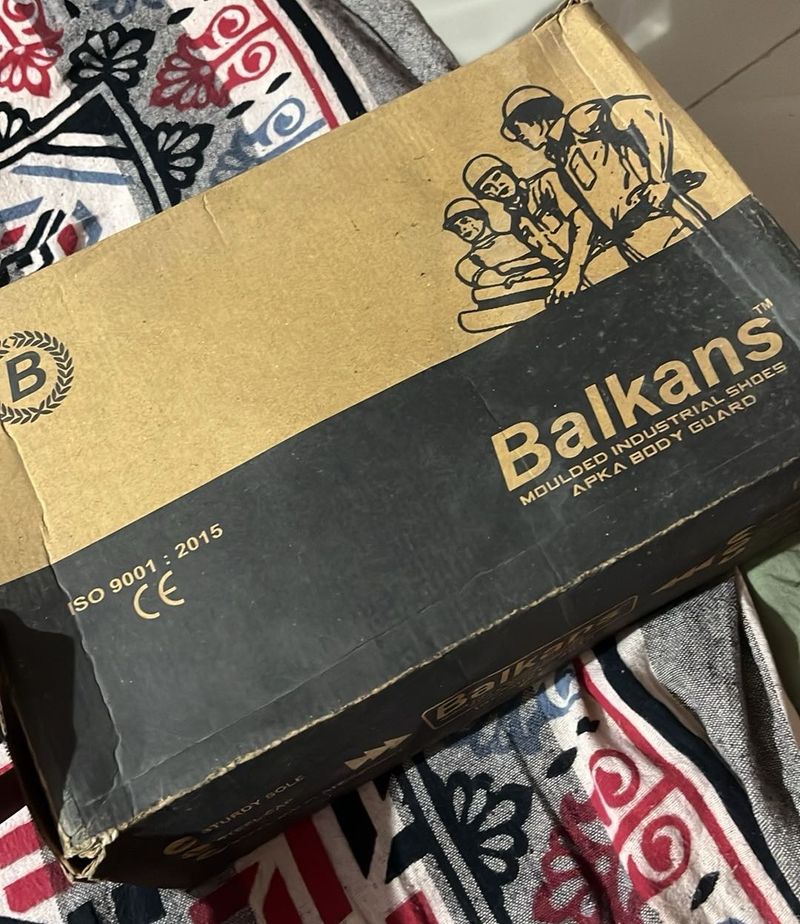 B
Balkans™
MOULDED INDUSTRIAL SHOES
APKA BODY GUARD
ISO 9001 : 2015
CE
Balkans
STURDY SOLE